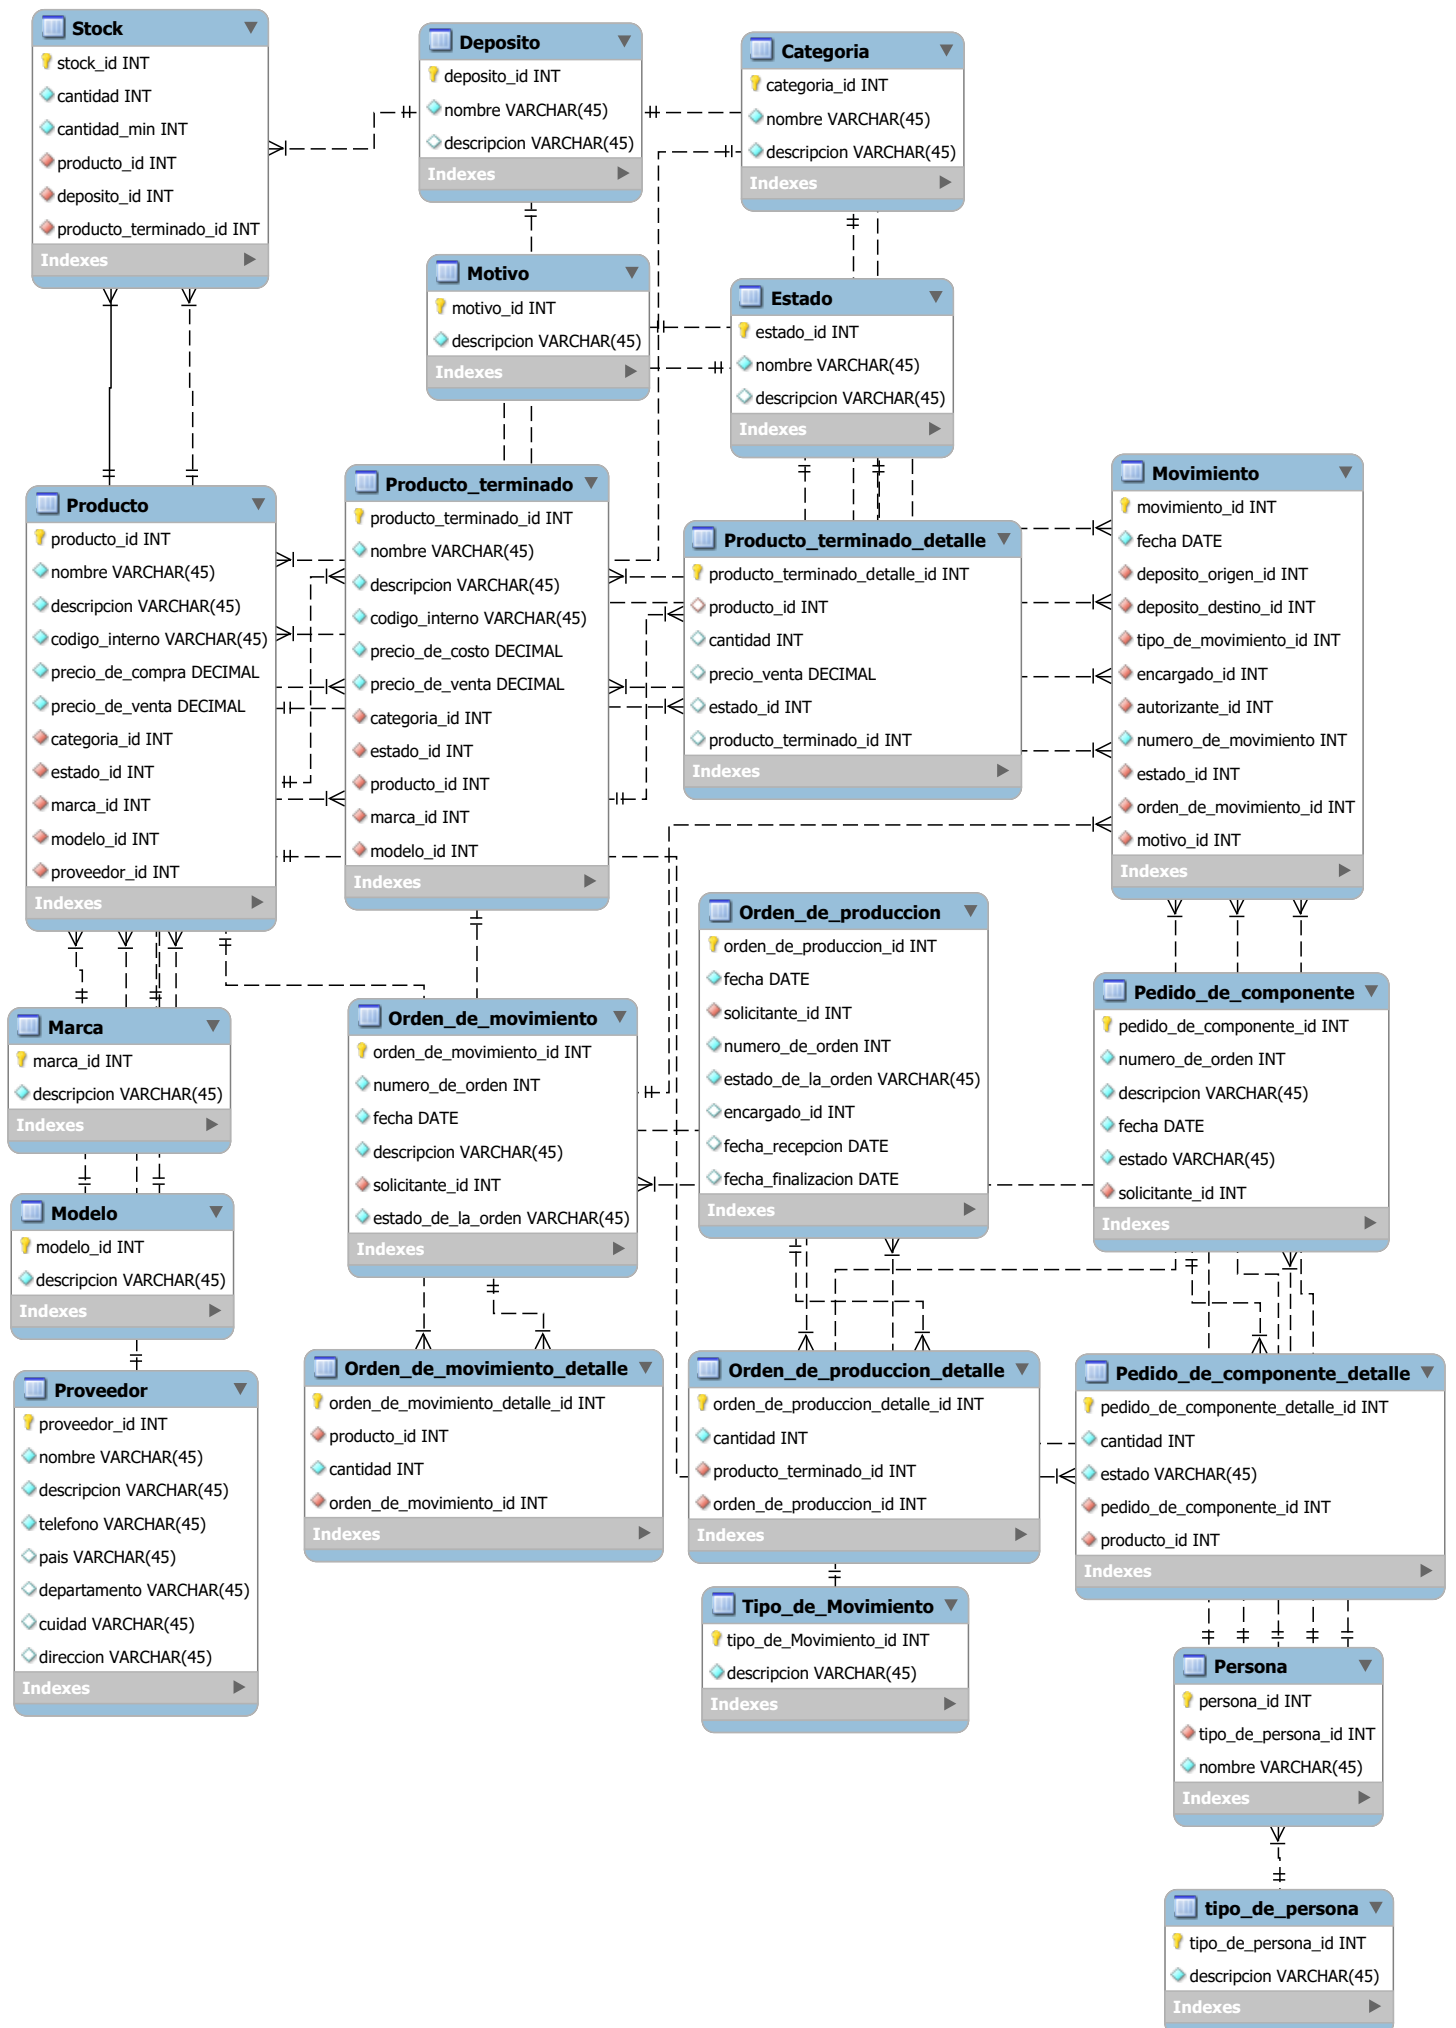 Stock
stock_id INT
cantidad INT
cantidad_min INT
producto_id INT
deposito_id INT
producto_terminado_id INT
Indexes
Deposito
deposito_id INT
nombre VARCHAR(45)
descripcion VARCHAR(45)
Indexes
Categoria
categoria_id INT
nombre VARCHAR(45)
descripcion VARCHAR(45)
Indexes
Motivo
motivo_id INT
descripcion VARCHAR(45)
Indexes
Estado
estado_id INT
nombre VARCHAR(45)
descripcion VARCHAR(45)
Indexes
Producto
producto_id INT
nombre VARCHAR(45)
descripcion VARCHAR(45)
codigo_interno VARCHAR(45)
precio_de_compra DECIMAL
precio_de_venta DECIMAL
categoria_id INT
estado_id INT
marca_id INT
modelo_id INT
proveedor_id INT
Indexes
Producto_terminado
producto_terminado_id INT
nombre VARCHAR(45)
descripcion VARCHAR(45)
codigo_interno VARCHAR(45)
precio_de_costo DECIMAL
precio_de_venta DECIMAL
categoria_id INT
estado_id INT
producto_id INT
marca_id INT
modelo_id INT
Indexes
Producto_terminado_detalle
producto_terminado_detalle_id INT
producto_id INT
cantidad INT
precio_venta DECIMAL
estado_id INT
producto_terminado_id INT
Indexes
Movimiento
movimiento_id INT
fecha DATE
deposito_origen_id INT
deposito_destino_id INT
tipo_de_movimiento_id INT
encargado_id INT
autorizante_id INT
numero_de_movimiento INT
estado_id INT
orden_de_movimiento_id INT
motivo_id INT
Indexes
Marca
marca_id INT
descripcion VARCHAR(45)
Indexes
Orden_de_movimiento
orden_de_movimiento_id INT
numero_de_orden INT
fecha DATE
descripcion VARCHAR(45)
solicitante_id INT
estado_de_la_orden VARCHAR(45)
Indexes
Orden_de_produccion
orden_de_produccion_id INT
fecha DATE
solicitante_id INT
numero_de_orden INT
estado_de_la_orden VARCHAR(45)
encargado_id INT
fecha_recepcion DATE
fecha_finalizacion DATE
Indexes
Pedido_de_componente
pedido_de_componente_id INT
numero_de_orden INT
descripcion VARCHAR(45)
fecha DATE
estado VARCHAR(45)
solicitante_id INT
Indexes
Modelo
modelo_id INT
descripcion VARCHAR(45)
Indexes
Proveedor
proveedor_id INT
nombre VARCHAR(45)
descripcion VARCHAR(45)
telefono VARCHAR(45)
pais VARCHAR(45)
departamento VARCHAR(45)
cuidad VARCHAR(45)
direccion VARCHAR(45)
Indexes
Orden_de_movimiento_detalle
orden_de_movimiento_detalle_id INT
producto_id INT
cantidad INT
orden_de_movimiento_id INT
Indexes
Orden_de_produccion_detalle
orden_de_produccion_detalle_id INT
cantidad INT
producto_terminado_id INT
orden_de_produccion_id INT
Indexes
Pedido_de_componente_detalle
pedido_de_componente_detalle_id INT
cantidad INT
estado VARCHAR(45)
pedido_de_componente_id INT
producto_id INT
Indexes
Tipo_de_Movimiento
tipo_de_Movimiento_id INT
descripcion VARCHAR(45)
Indexes
Persona
persona_id INT
tipo_de_persona_id INT
nombre VARCHAR(45)
Indexes
tipo_de_persona
tipo_de_persona_id INT
descripcion VARCHAR(45)
Indexes